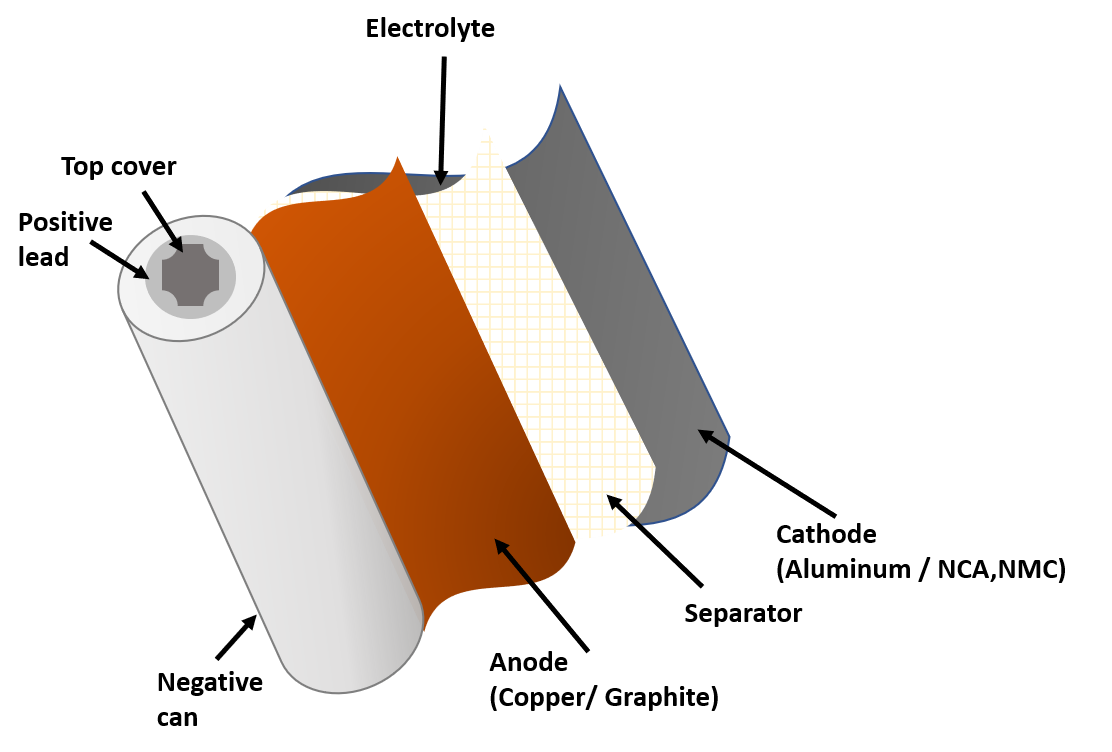 Electrolyte
Top cover
Positive
lead
Cathode
(Aluminum / NCA,NMC)
Separator
Anode
(Copper/ Graphite)
Negative
can